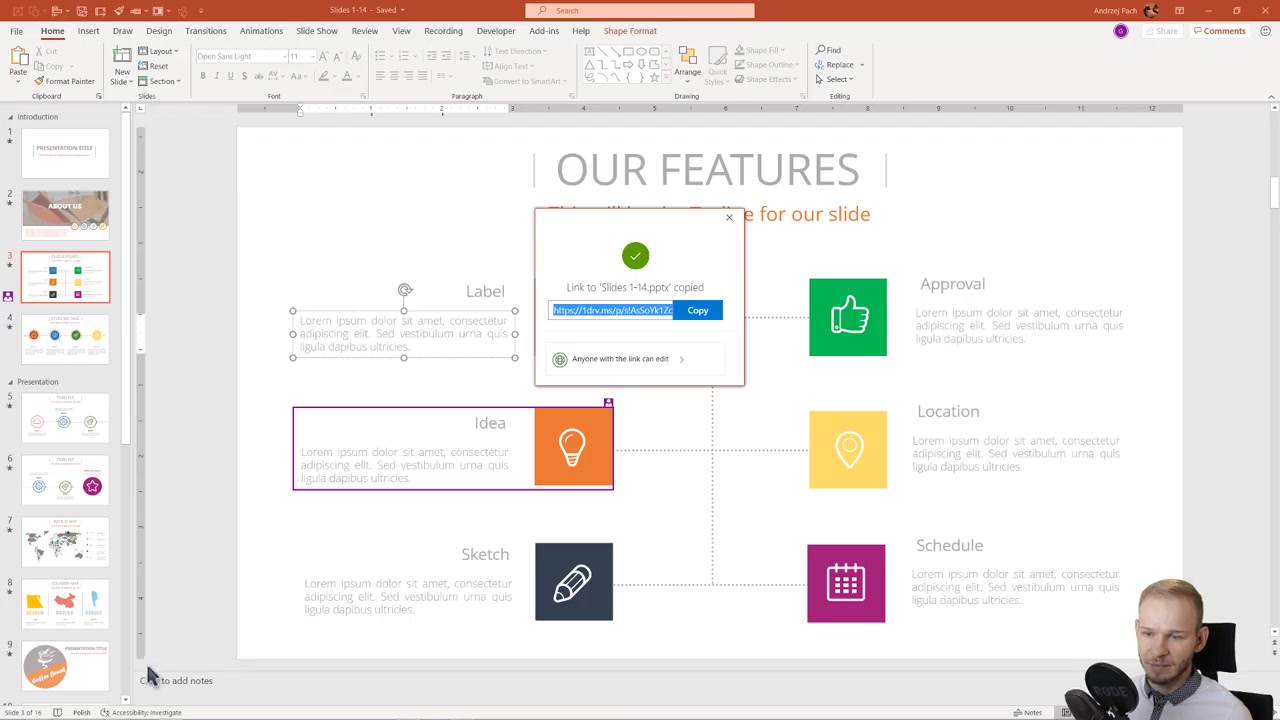 Slides 1-14 - Saved
Search
Andrzej Pach
G
File Home Insert Draw Design Transitions Animations Slide Show Review View Recording Developer Add-ins Help Shape Format
Share
Comments
Paste
Cut
Copy
Format Painter
Clipboard
New Slide
Layout
Reset
Section
Slides
Open Sans Light
11
Font
Text Direction
Align Text
Convert to SmartArt
Paragraph
Arrange
Quick Styles
Shape Fill
Shape Outline
Shape Effects
Drawing
Find
Replace
Select
Editing
Introduction
1
PRESENTATION TITLE
2
ABOUT US
3
4
5
6
7
8
9
Presentation
OUR FEATURES
e for our slide
Link to 'Slides 1-14.pptx' copied
https://1drv.ms/p/s!AsSoYk1Zc
Copy
Anyone with the link can edit
Label
Lorem ipsum dolor sit amet, consectetur
adipiscing elit. Sed vestibulum urna quis
ligula dapibus ultricies.
Approval
Lorem ipsum dolor sit amet, consectetur
adipiscing elit. Sed vestibulum urna quis
ligula dapibus ultricies.
Idea
Lorem ipsum dolor sit amet, consectetur
adipiscing elit. Sed vestibulum urna quis
ligula dapibus ultricies.
Location
Lorem ipsum dolor sit amet, consectetur
adipiscing elit. Sed vestibulum urna quis
ligula dapibus ultricies.
Sketch
Lorem ipsum dolor sit amet, consectetur
adipiscing elit. Sed vestibulum urna quis
ligula dapibus ultricies.
Schedule
Lorem ipsum dolor sit amet, consectetur
adipiscing elit. Sed vestibulum urna quis
ligula dapibus ultricies.
RODE
to add notes
Slide 3 of 16
Polish
Accessibility: Investigate
Notes